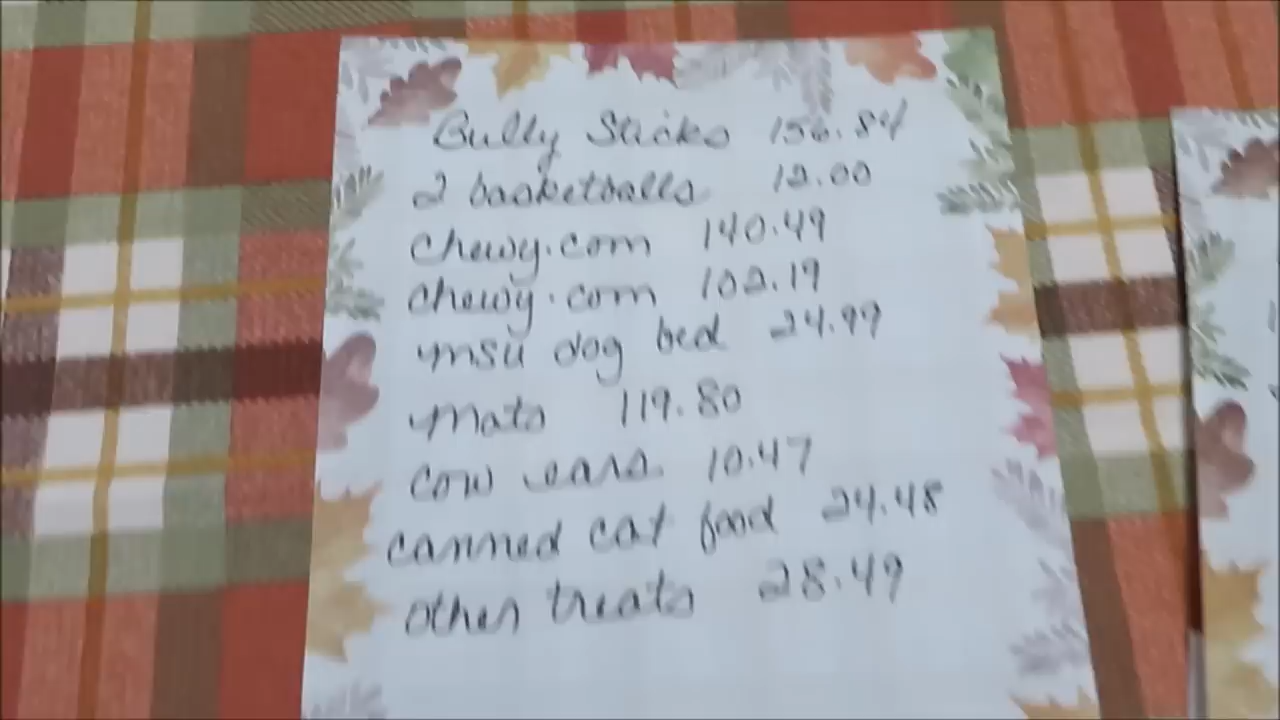 Bully Sticks 156.84
2 basketballs 12.00
chewy.com 140.49
chewy.com 102.19
msu dog bed 24.99
mats 119.80
cow ears 10.47
canned cat food 24.48
other treats 28.49